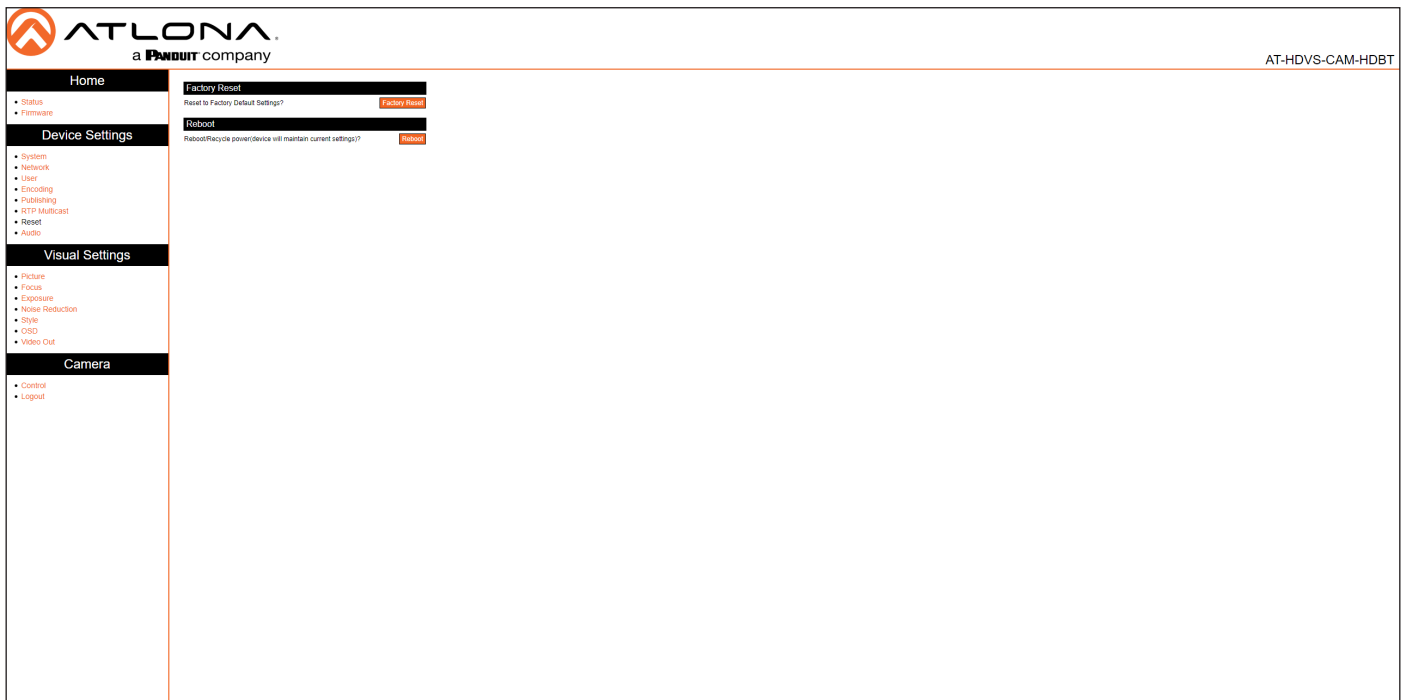 ATLONA.
a PANDUIT company
AT-HDVS-CAM-HDBT
Home
• Status
• Firmware
Device Settings
• System
• Network
• User
• Encoding
• Publishing
• RTP Multicast
• Reset
• Audio
Visual Settings
• Picture
• Focus
• Exposure
• Noise Reduction
• Style
• OSD
• Video Out
Camera
• Control
• Logout
Factory Reset
Reset to Factory Default Settings? Factory Reset
Reboot
Reboot/Recycle power(device will maintain current settings)? Reboot